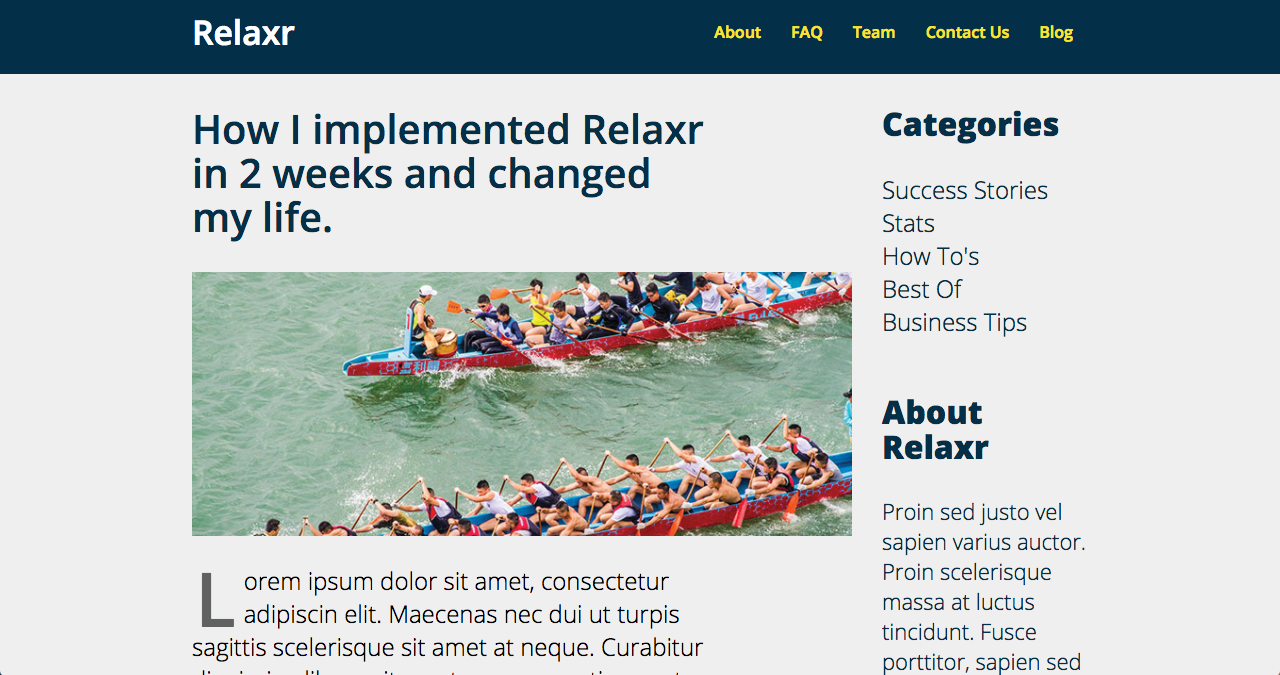 Relaxr
About FAQ Team Contact Us Blog
How I implemented Relaxr
in 2 weeks and changed
my life.
Lorem ipsum dolor sit amet, consectetur
adipiscin elit. Maecenas nec dui ut turpis
sagittis scelerisque sit amet at neque. Curabitur
Categories
Success Stories
Stats
How To's
Best Of
Business Tips
About
Relaxr
Proin sed justo vel
sapien varius auctor.
Proin scelerisque
massa at luctus
tincidunt. Fusce
porttitor, sapien sed